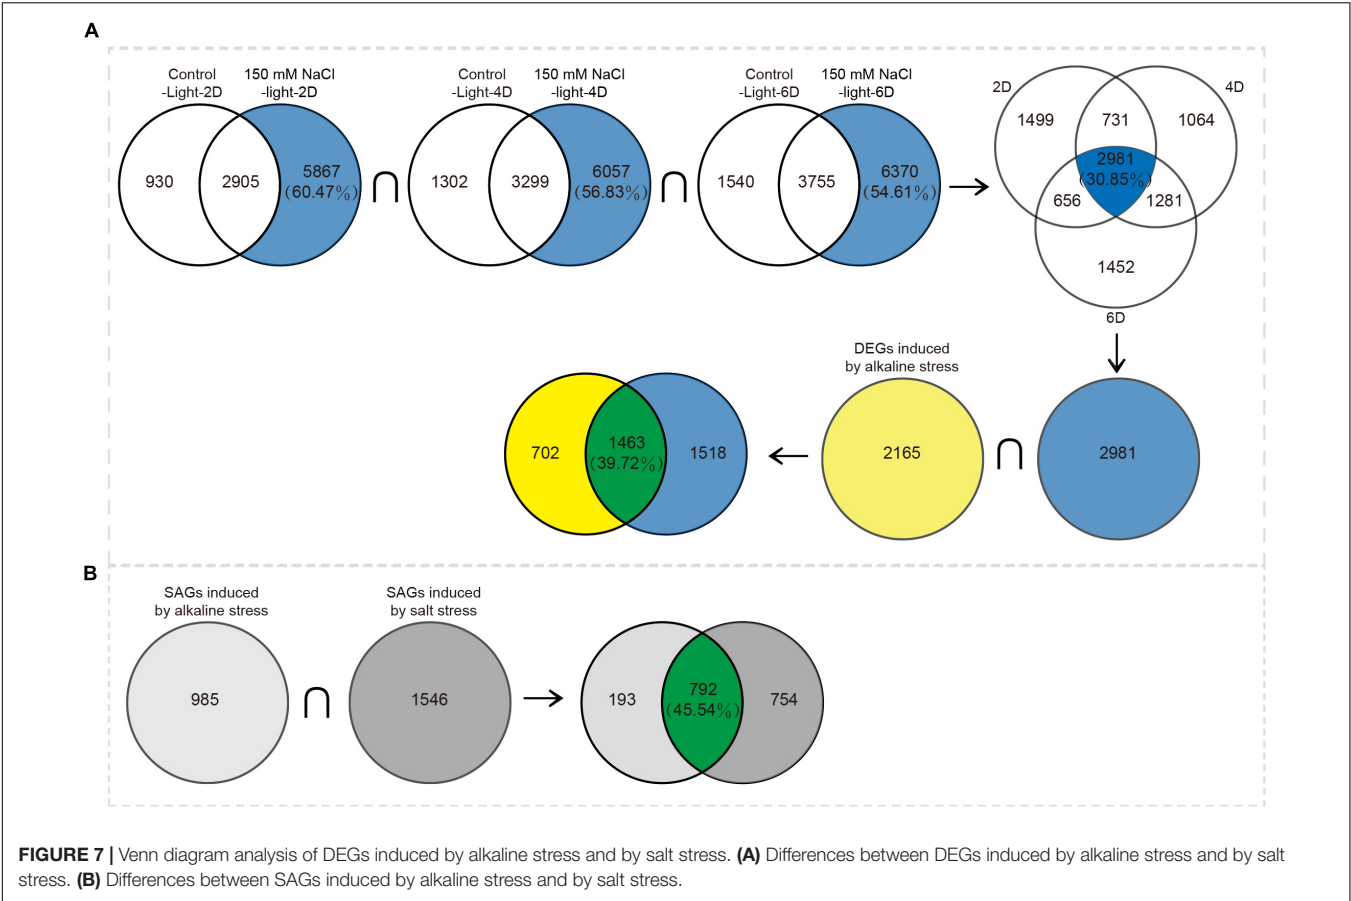 A
Control
-Light-2D
150 mM NaCl
-light-2D
Control
-Light-4D
150 mM NaCl
-light-4D
Control
-Light-6D
150 mM NaCl
-light-6D
930
2905
5867
(60.47%)
⋂
1302
3299
6057
(56.83%)
⋂
1540
3755
6370
(54.61%)
2D
4D
1499
731
1064
2981
(30.85%)
656
1281
1452
6D
DEGs induced
by alkaline stress
702
1463
(39.72%)
1518
2165
⋂
2981
B
SAGs induced
by alkaline stress
SAGs induced
by salt stress
985
⋂
1546
193
792
(45.54%)
754
FIGURE 7 | Venn diagram analysis of DEGs induced by alkaline stress and by salt stress. (A) Differences between DEGs induced by alkaline stress and by salt
stress. (B) Differences between SAGs induced by alkaline stress and by salt stress.